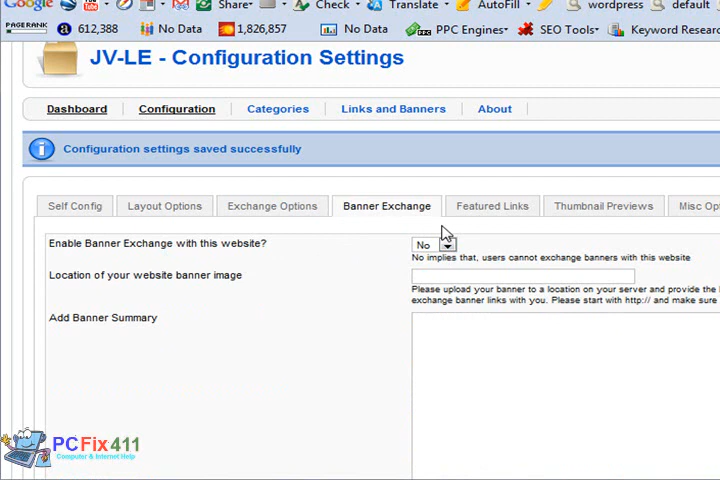 Google
You Tube
Share
Check
Translate
AutoFill
wordpress
default
PAGERANK
612,388
No Data
1,826,857
No Data
PPC Engines
SEO Tools
Keyword Researc
JV-LE - Configuration Settings
Dashboard
Configuration
Categories
Links and Banners
About
Configuration settings saved successfully
Self Config
Layout Options
Exchange Options
Banner Exchange
Featured Links
Thumbnail Previews
Misc Opt
Enable Banner Exchange with this website?
No
No implies that, users cannot exchange banners with this website
Location of your website banner image
Please upload your banner to a location on your server and provide the
exchange banner links with you. Please start with http:// and make sure
Add Banner Summary
PCFix411
Computer & Internet Help